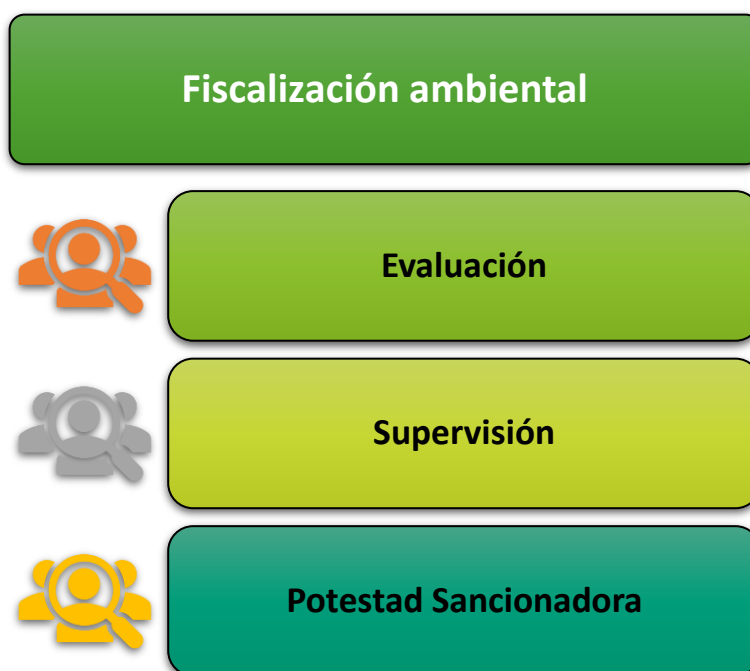 Fiscalización ambiental
Evaluación
Supervisión
Potestad Sancionadora